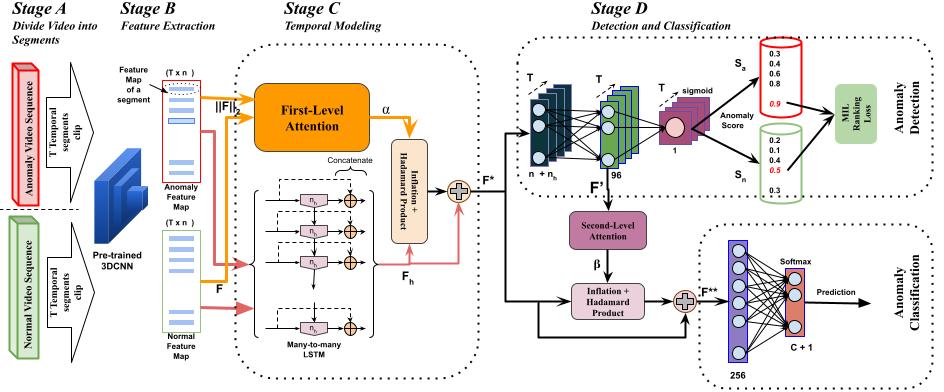 Stage A
Divide Video into
Segments
Stage B
Feature Extraction
Stage C
Temporal Modeling
Stage D
Detection and Classification
Anomaly Video Sequence
T Temporal
segments
clip
Normal Video Sequence
T Temporal
segments
clip
Pre-trained
3DCNN
Feature
Map
of a
segment
(T x n )
Anomaly
Feature
Map
(T x n )
Normal
Feature
Map
||F||₂
F
First-Level
Attention
α
Concatenate
n_h
n_h
n_h
n_h
Many-to-many
LSTM
Inflation +
Hadamard Product
F_h
F*
T
n + n_h
T
96
T
sigmoid
1
Anomaly
Score
S_a
S_n
0.3
0.4
0.6
0.8
0.9
0.2
0.1
0.4
0.5
0.3
MIL
Ranking
Loss
Anomaly
Detection
F'
Second-Level
Attention
β
Inflation +
Hadamard
Product
F**
256
Softmax
C + 1
Prediction
Anomaly
Classification